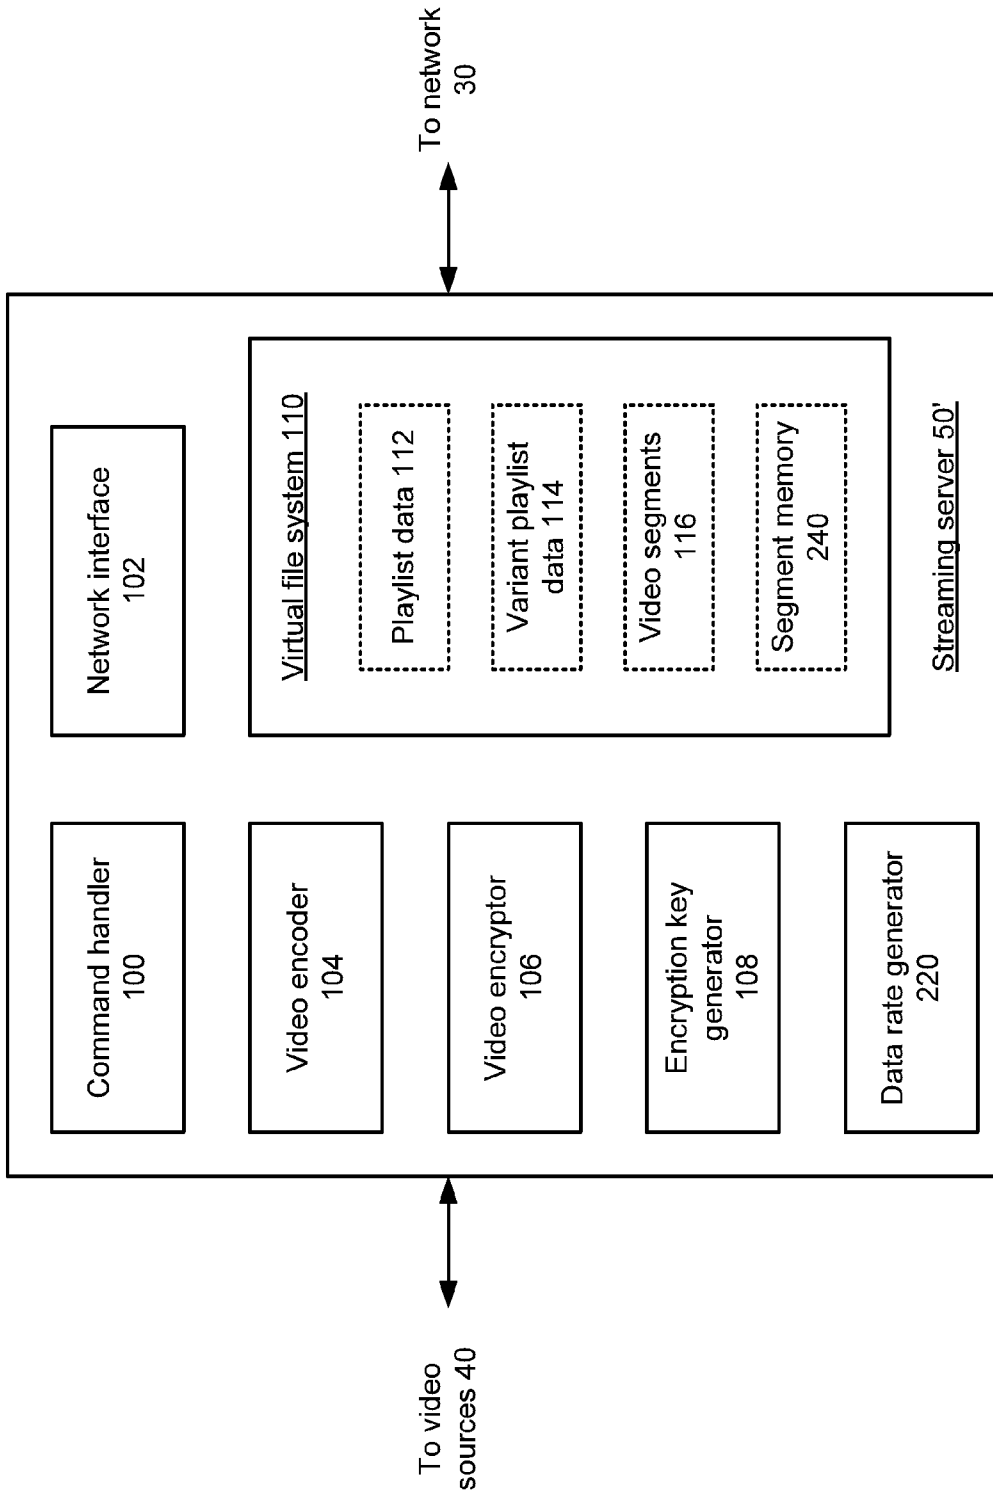 To video
sources 40
Command handler
100
Video encoder
104
Video encryptor
106
Encryption key
generator
108
Data rate generator
220
Network interface
102
Virtual file system 110
Playlist data 112
Variant playlist
data 114
Video segments
116
Segment memory
240
Streaming server 50'
To network
30